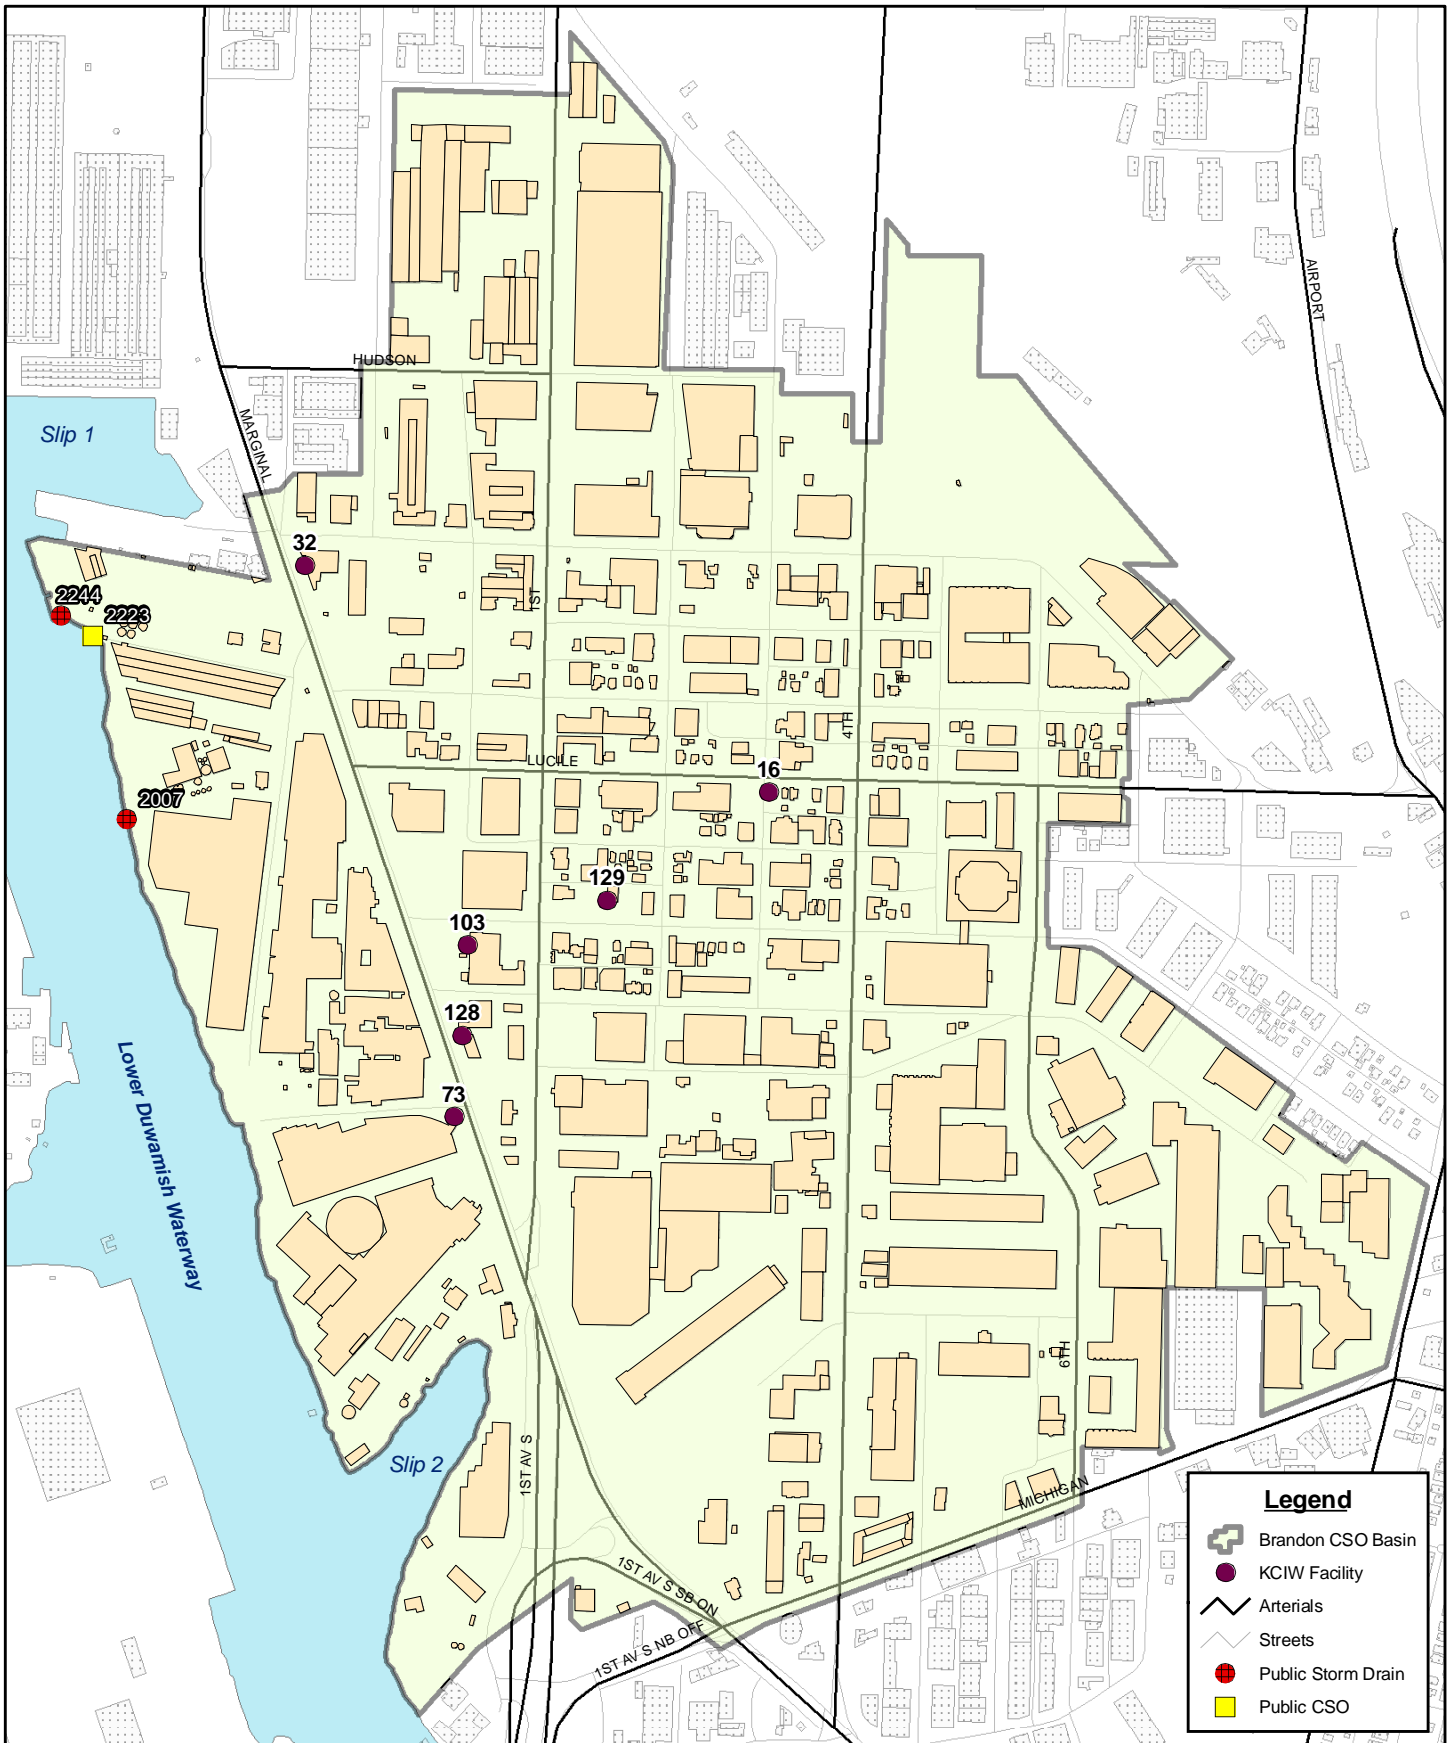 AIRPORT
HUDSON
MARGINAL
Slip 1
32
2244
2223
1ST
4TH
LUCILE
16
2007
129
103
128
73
Lower Duwamish Waterway
6TH
Slip 2
1ST AV S
MICHIGAN
1ST AV S SB ON
1ST AV S NB OFF
Legend
Brandon CSO Basin
KCIW Facility
Arterials
Streets
Public Storm Drain
Public CSO